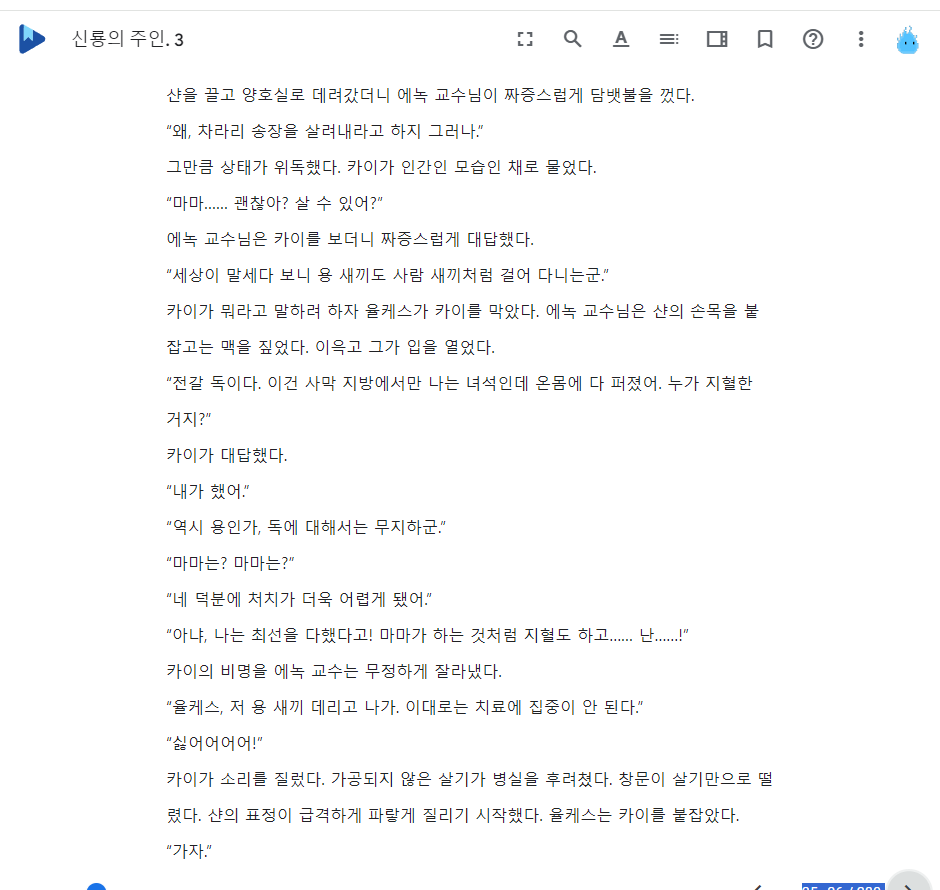 신룡의 주인. 3
샨을 끌고 양호실로 데려갔더니 에녹 교수님이 짜증스럽게 담뱃불을 껐다.
“왜, 차라리 송장을 살려내라고 하지 그러나.”
그만큼 상태가 위독했다. 카이가 인간인 모습인 채로 물었다.
“마마...... 괜찮아? 살 수 있어?”
에녹 교수님은 카이를 보더니 짜증스럽게 대답했다.
“세상이 말세다 보니 용 새끼도 사람 새끼처럼 걸어 다니는군.”
카이가 뭐라고 말하려 하자 율케스가 카이를 막았다. 에녹 교수님은 샨의 손목을 붙
잡고는 맥을 짚었다. 이윽고 그가 입을 열었다.
“전갈 독이다. 이건 사막 지방에서만 나는 녀석인데 온몸에 다 퍼졌어. 누가 지혈한
거지?”
카이가 대답했다.
“내가 했어.”
“역시 용인가, 독에 대해서는 무지하군.”
“마마는? 마마는?”
“네 덕분에 처치가 더욱 어렵게 됐어.”
“아냐, 나는 최선을 다했다고! 마마가 하는 것처럼 지혈도 하고...... 난......!”
카이의 비명을 에녹 교수는 무정하게 잘라냈다.
“율케스, 저 용 새끼 데리고 나가. 이대로는 치료에 집중이 안 된다.”
“싫어어어어!”
카이가 소리를 질렀다. 가공되지 않은 살기가 병실을 후려쳤다. 창문이 살기만으로 떨
렸다. 샨의 표정이 급격하게 파랗게 질리기 시작했다. 율케스는 카이를 붙잡았다.
“가자.”